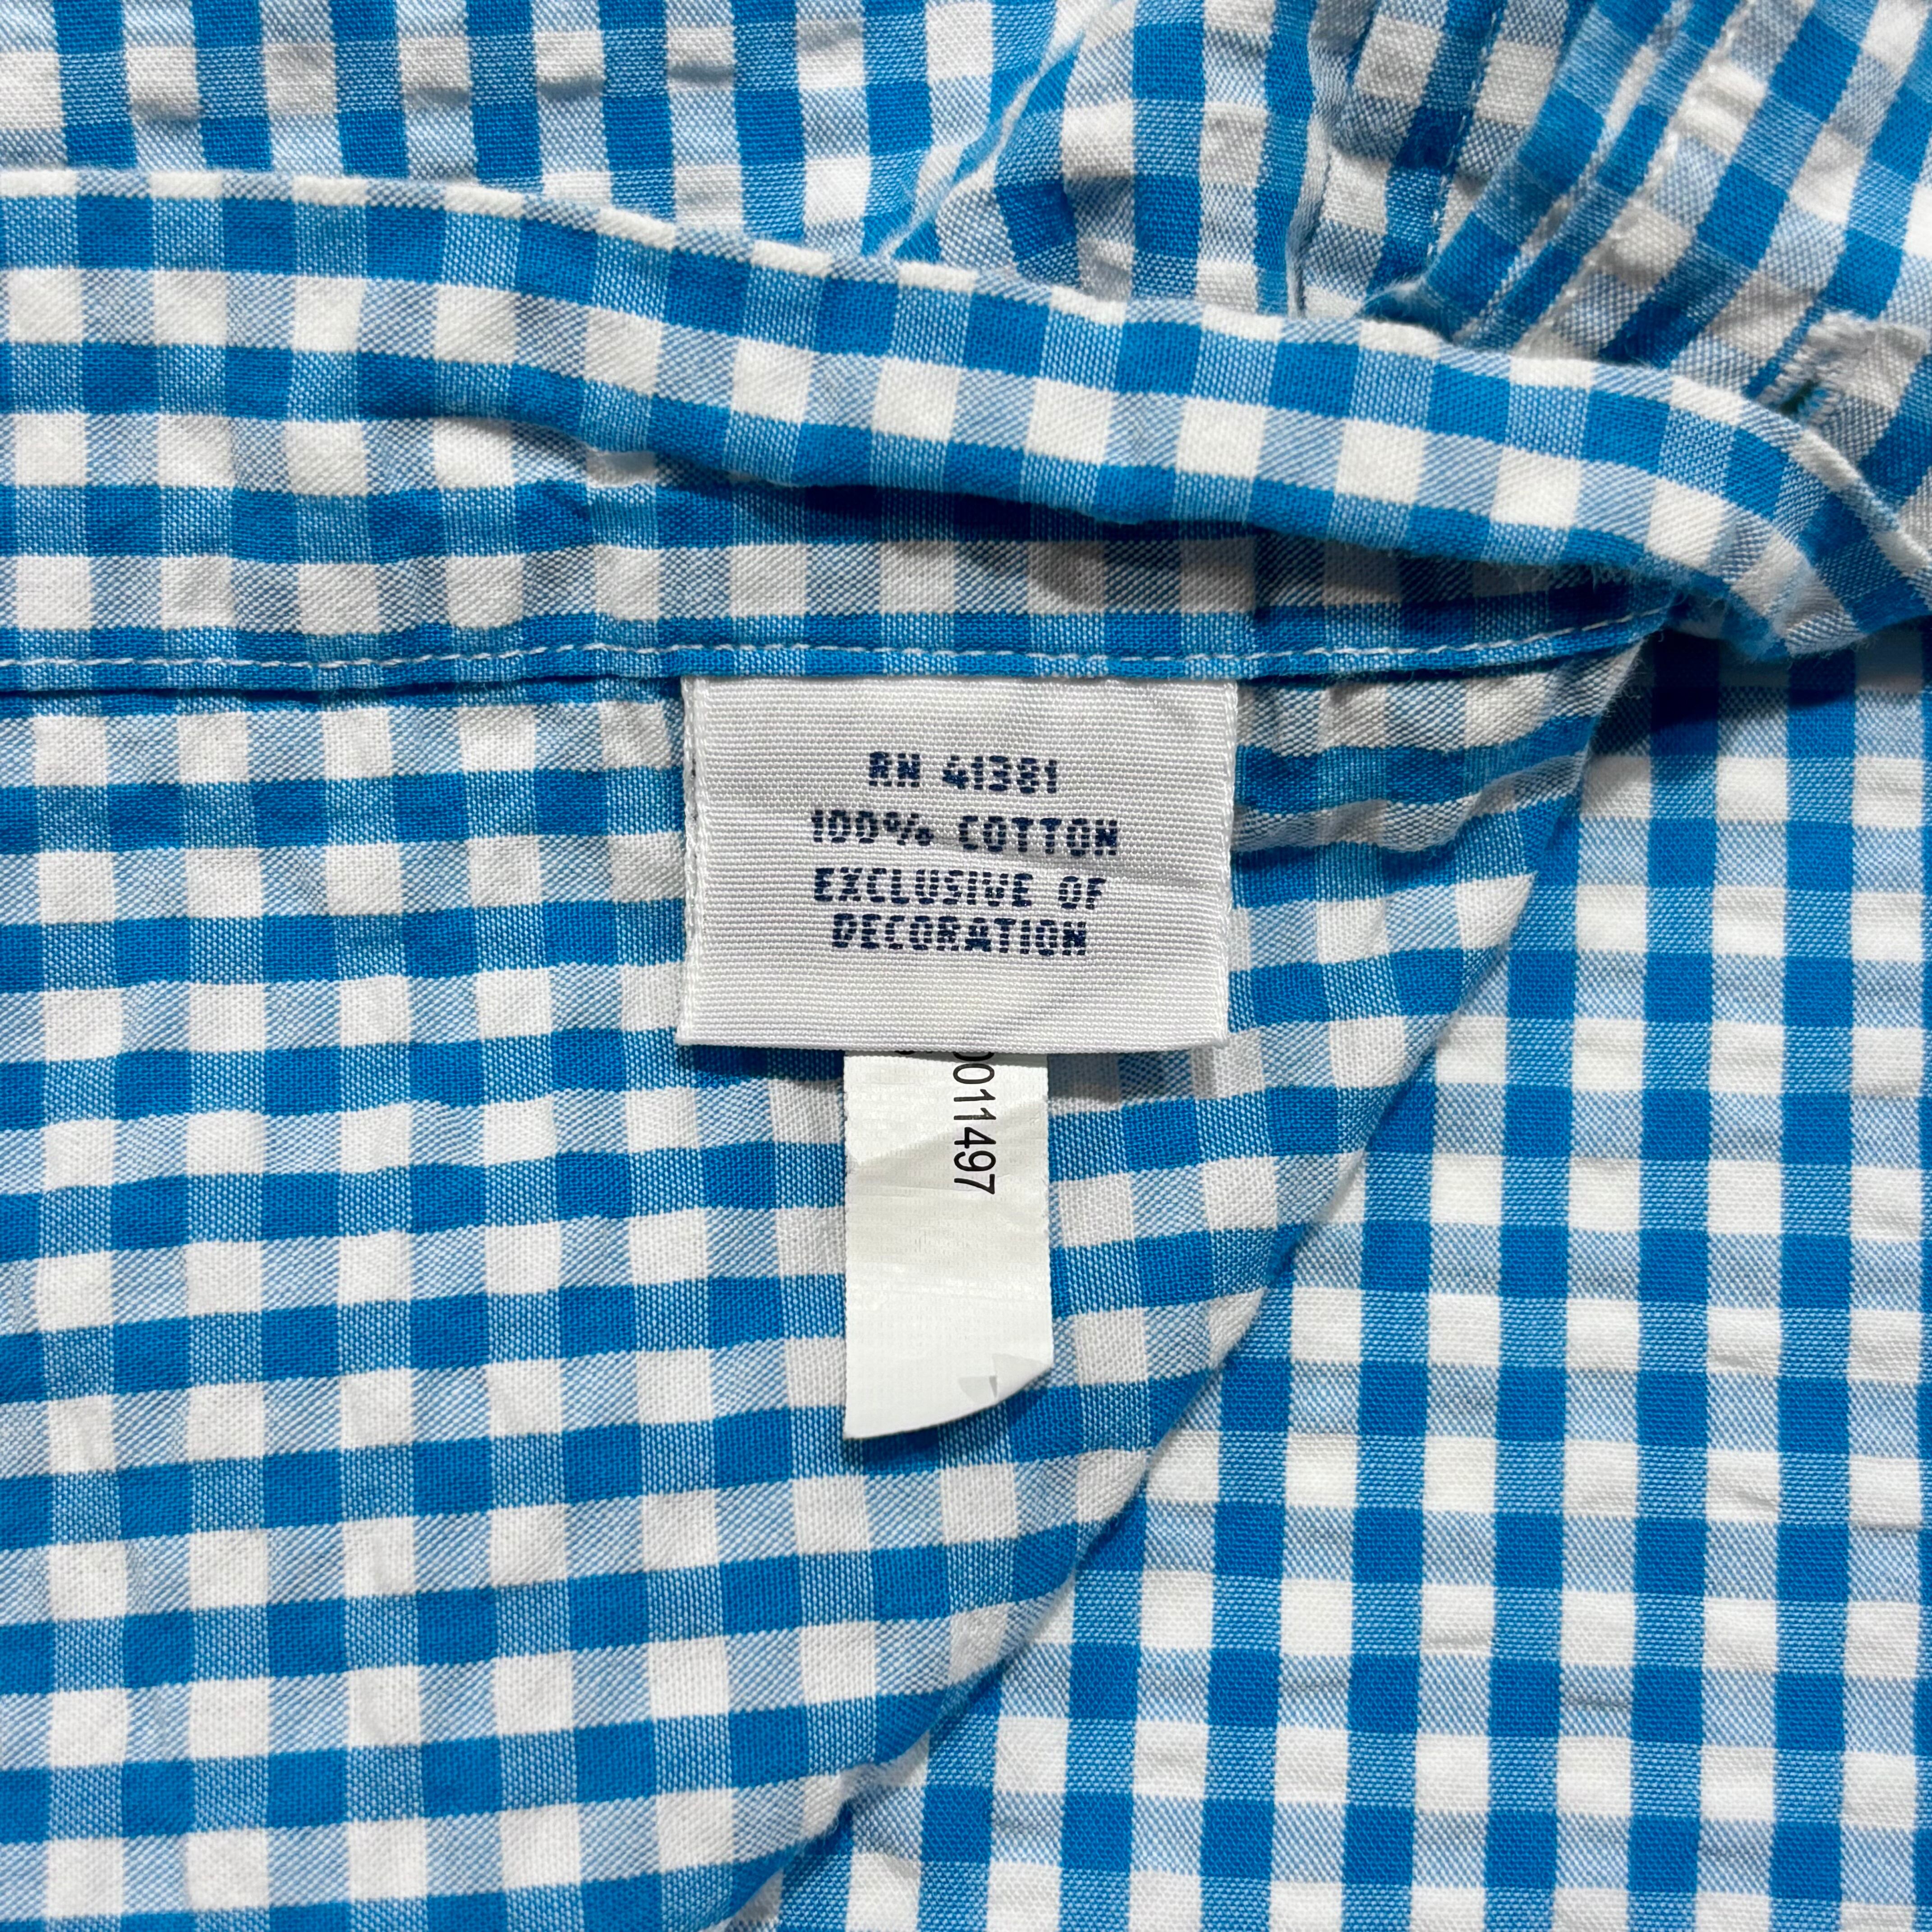 RN 41381
100% COTTON
EXCLUSIVE OF
DECORATION
0011497